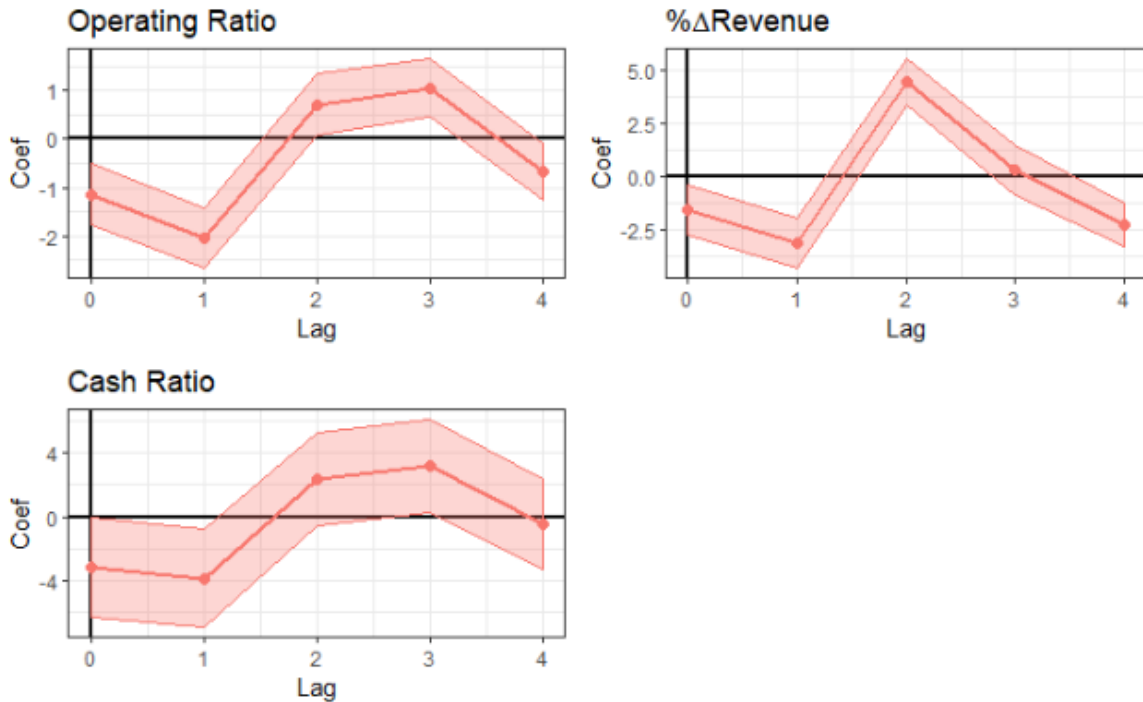 Operating Ratio
1
0
-1
-2
Coef
0 1 2 3 4
Lag
%ΔRevenue
5.0
2.5
0.0
-2.5
Coef
0 1 2 3 4
Lag
Cash Ratio
4
0
-4
Coef
0 1 2 3 4
Lag